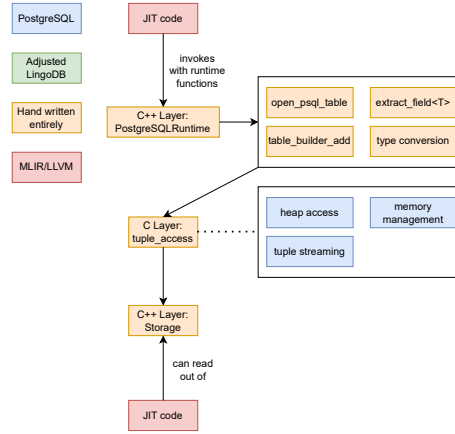 PostgreSQL
JIT code
Adjusted
LingoDB
invokes
with runtime
functions
Hand written
entirely
C++ Layer:
PostgreSQLRuntime
open_psql_table
extract_field<T>
table_builder_add
type conversion
MLIR/LLVM
C Layer:
tuple_access
heap access
memory
management
tuple streaming
C++ Layer:
Storage
can read
out of
JIT code